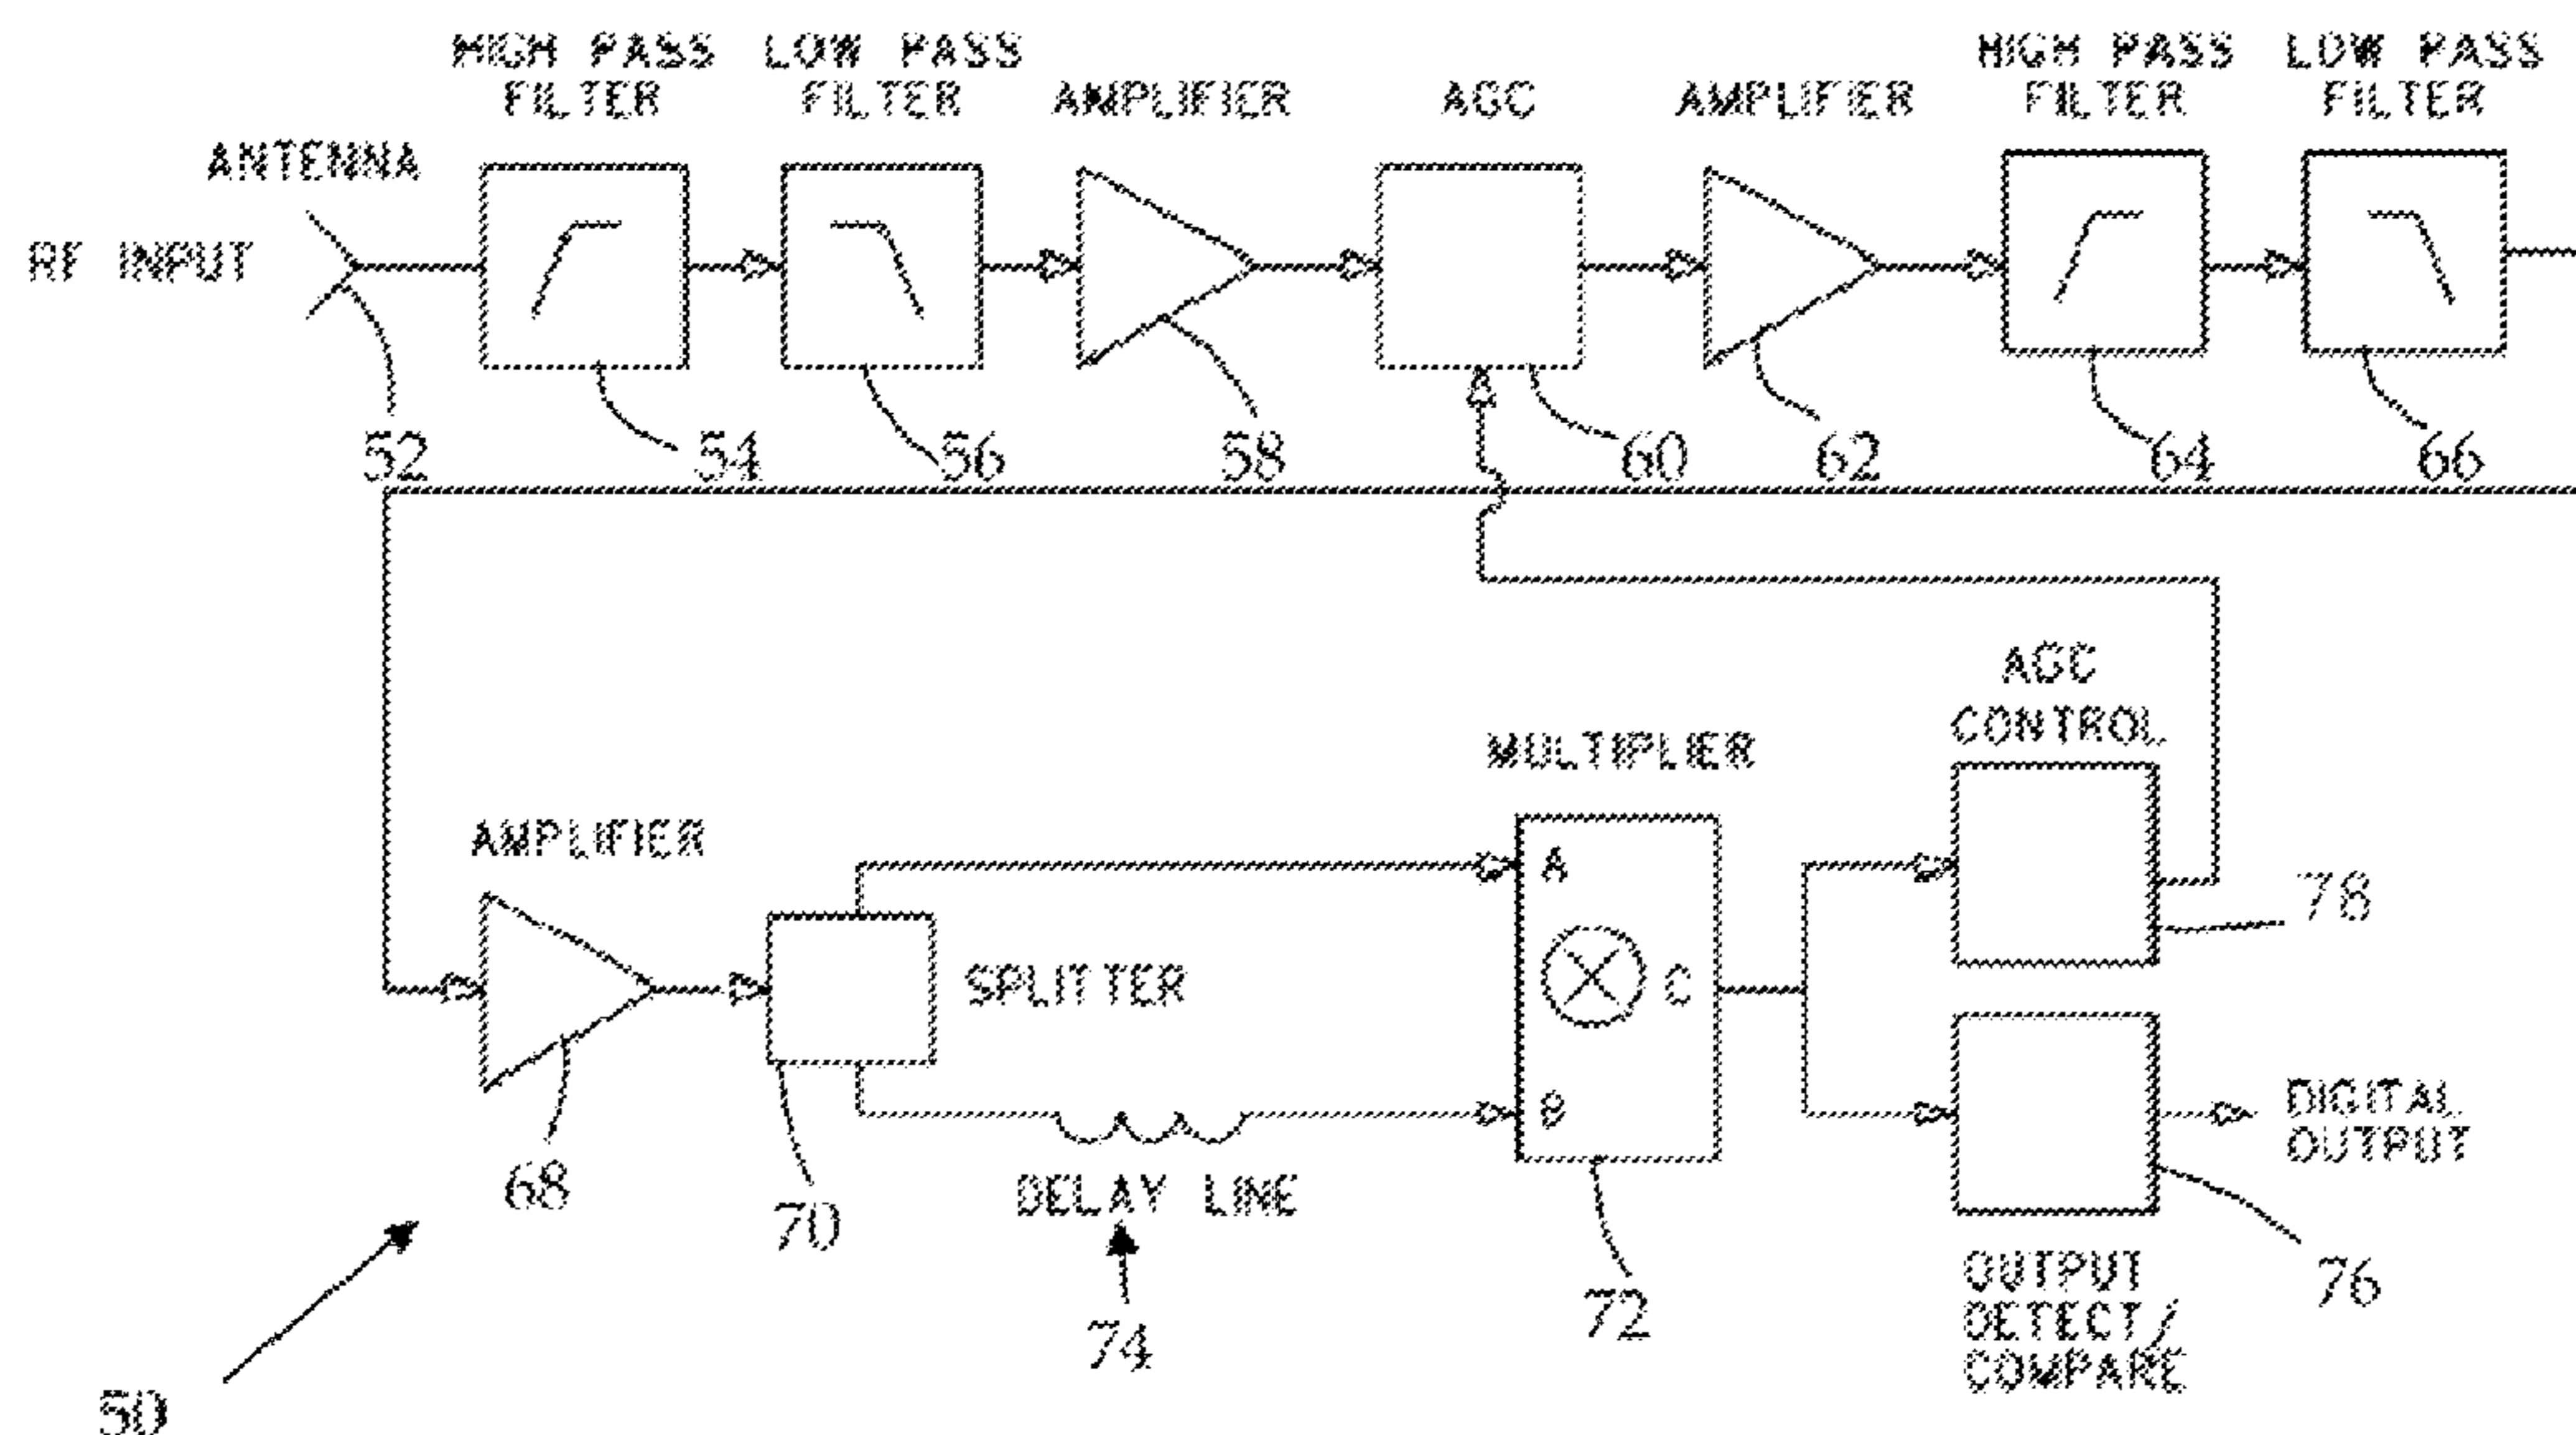 HIGH PASS FILTER
LOW PASS FILTER
AMPLIFIER
AGC
AMPLIFIER
HIGH PASS FILTER
LOW PASS FILTER
ANTENNA
RF INPUT
52
54
56
58
60
62
64
66
AGC
CONTROL
MULTIPLIER
AMPLIFIER
A
78
SPLITTER
C
B
DIGITAL
OUTPUT
68
70
DELAY LINE
74
72
76
OUTPUT
DETECT/
COMPARE
50